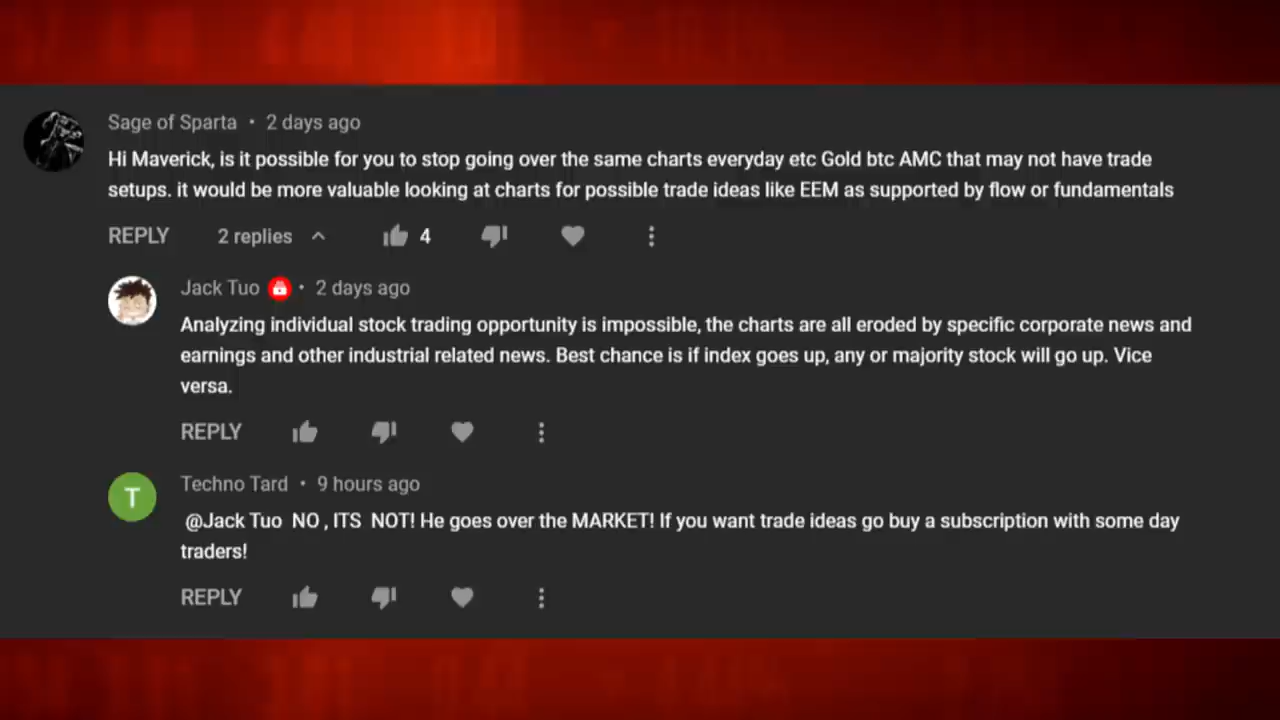 Sage of Sparta • 2 days ago
Hi Maverick, is it possible for you to stop going over the same charts everyday etc Gold btc AMC that may not have trade
setups. it would be more valuable looking at charts for possible trade ideas like EEM as supported by flow or fundamentals
REPLY 2 replies 4
Jack Tuo • 2 days ago
Analyzing individual stock trading opportunity is impossible, the charts are all eroded by specific corporate news and
earnings and other industrial related news. Best chance is if index goes up, any or majority stock will go up. Vice
versa.
REPLY
T
Techno Tard • 9 hours ago
@Jack Tuo NO , ITS NOT! He goes over the MARKET! If you want trade ideas go buy a subscription with some day
traders!
REPLY